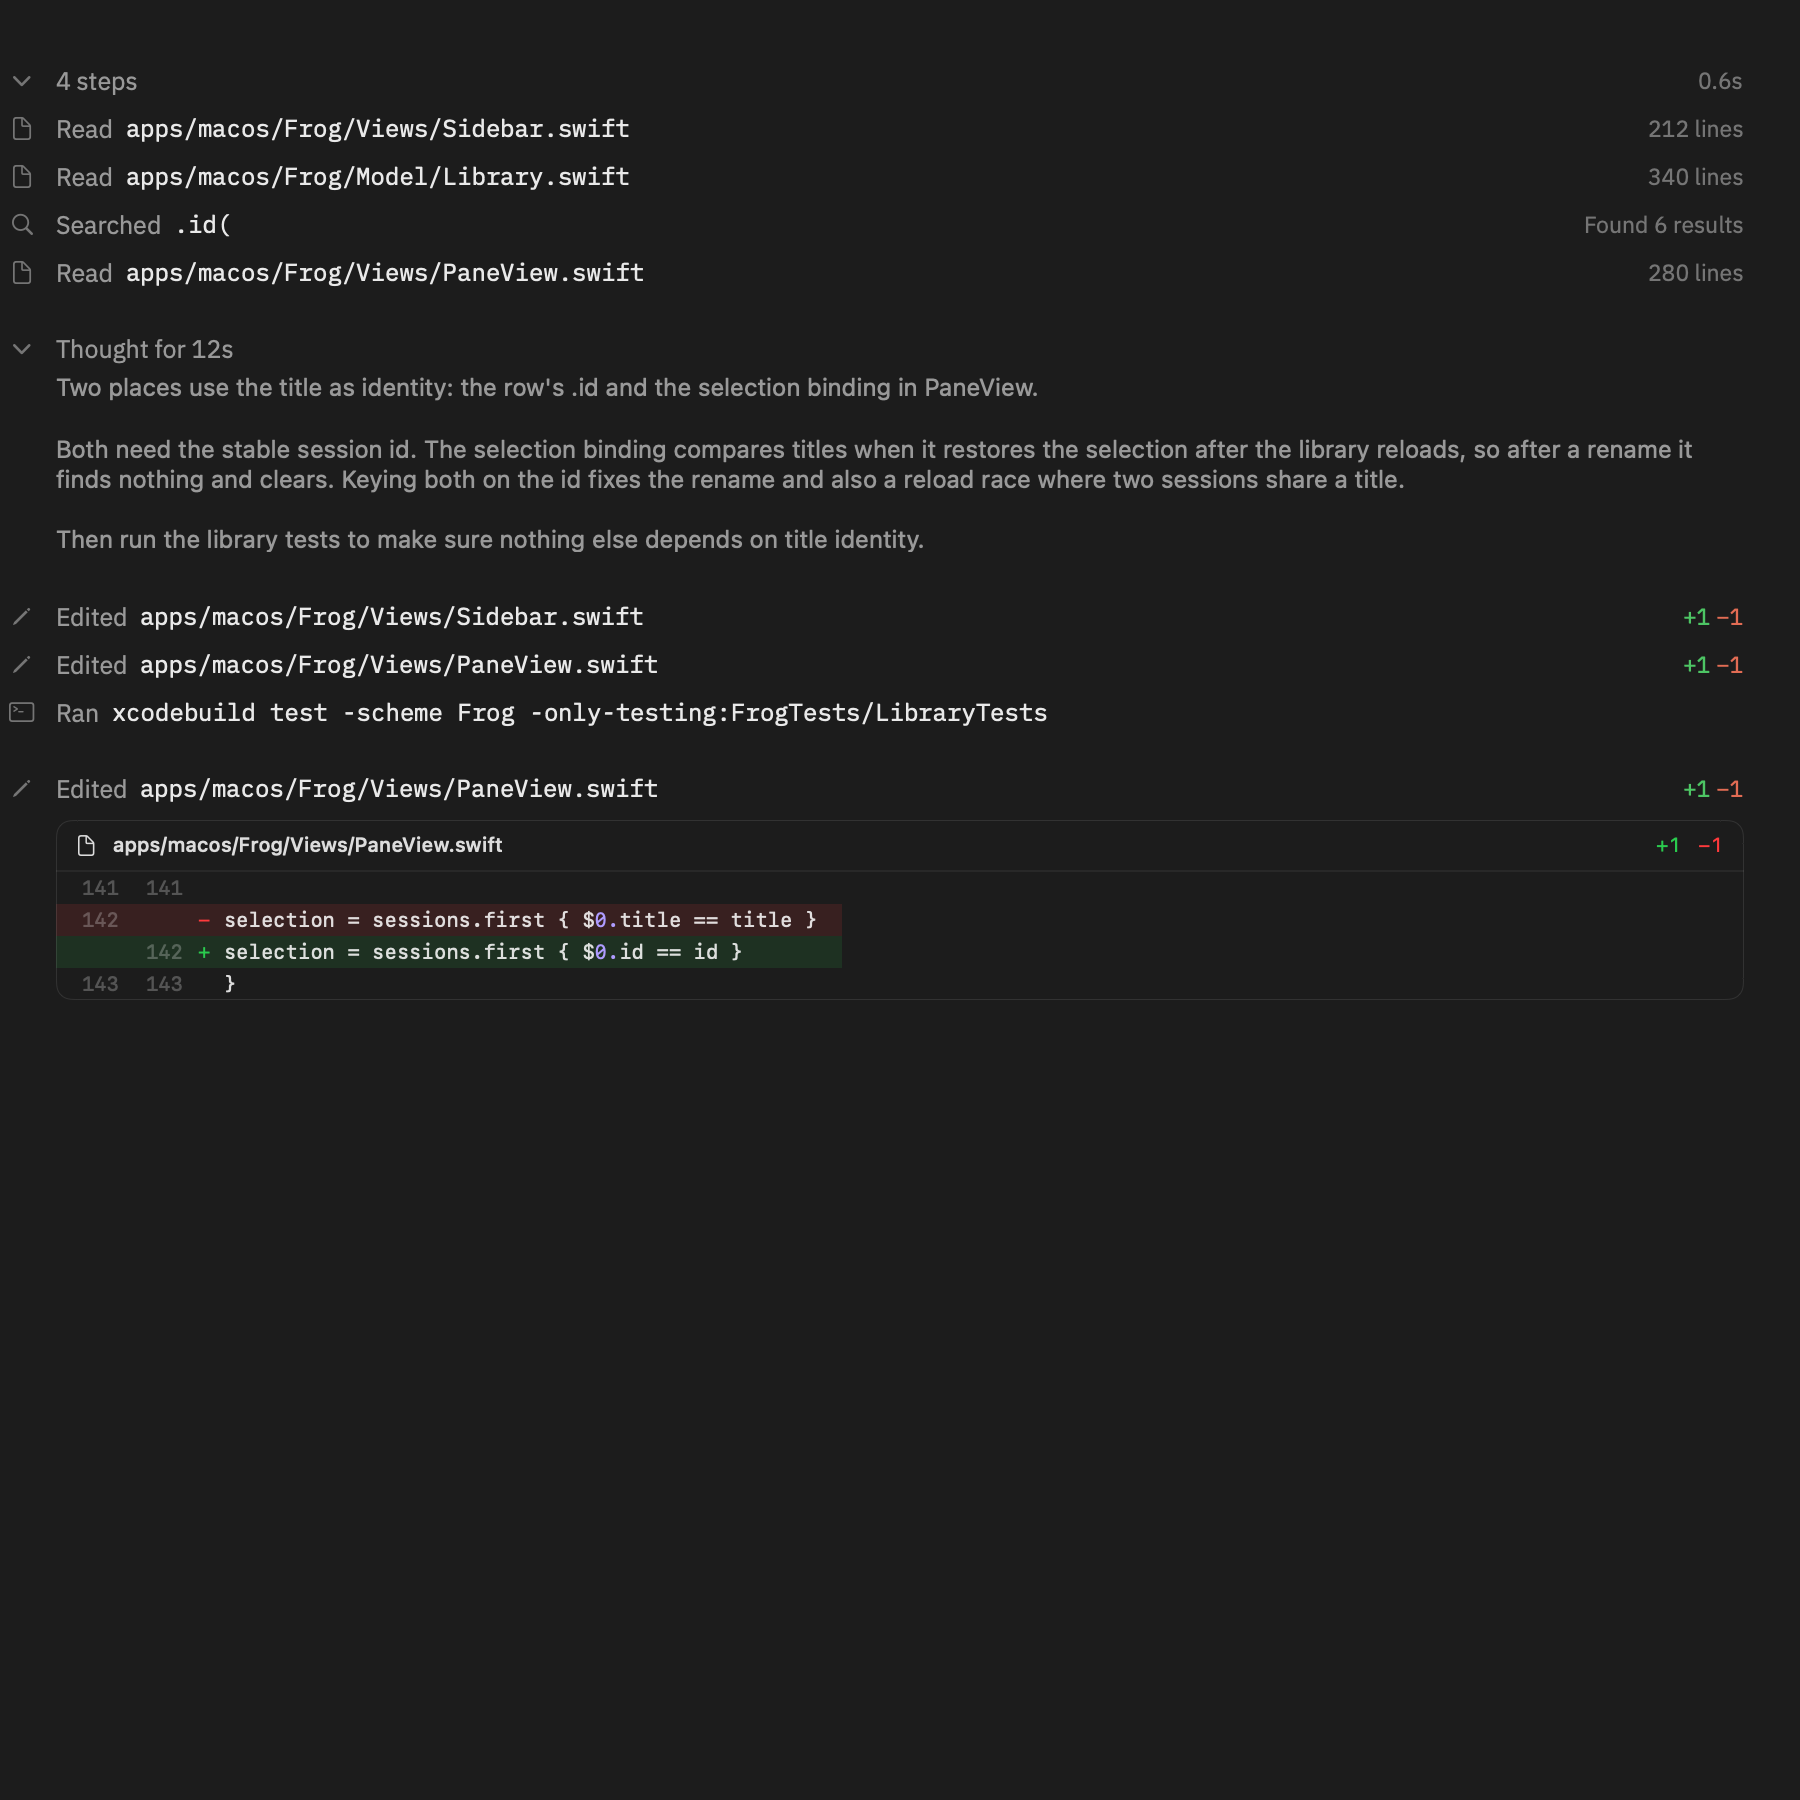 4 steps 0.6s
Read apps/macos/Frog/Views/Sidebar.swift 212 lines
Read apps/macos/Frog/Model/Library.swift 340 lines
Searched .id( Found 6 results
Read apps/macos/Frog/Views/PaneView.swift 280 lines
Thought for 12s
Two places use the title as identity: the row's .id and the selection binding in PaneView.
Both need the stable session id. The selection binding compares titles when it restores the selection after the library reloads, so after a rename it
finds nothing and clears. Keying both on the id fixes the rename and also a reload race where two sessions share a title.
Then run the library tests to make sure nothing else depends on title identity.
Edited apps/macos/Frog/Views/Sidebar.swift +1 −1
Edited apps/macos/Frog/Views/PaneView.swift +1 −1
Ran xcodebuild test -scheme Frog -only-testing:FrogTests/LibraryTests
Edited apps/macos/Frog/Views/PaneView.swift +1 −1
apps/macos/Frog/Views/PaneView.swift +1 −1
141 141
142 − selection = sessions.first { $0.title == title }
142 + selection = sessions.first { $0.id == id }
143 143 }